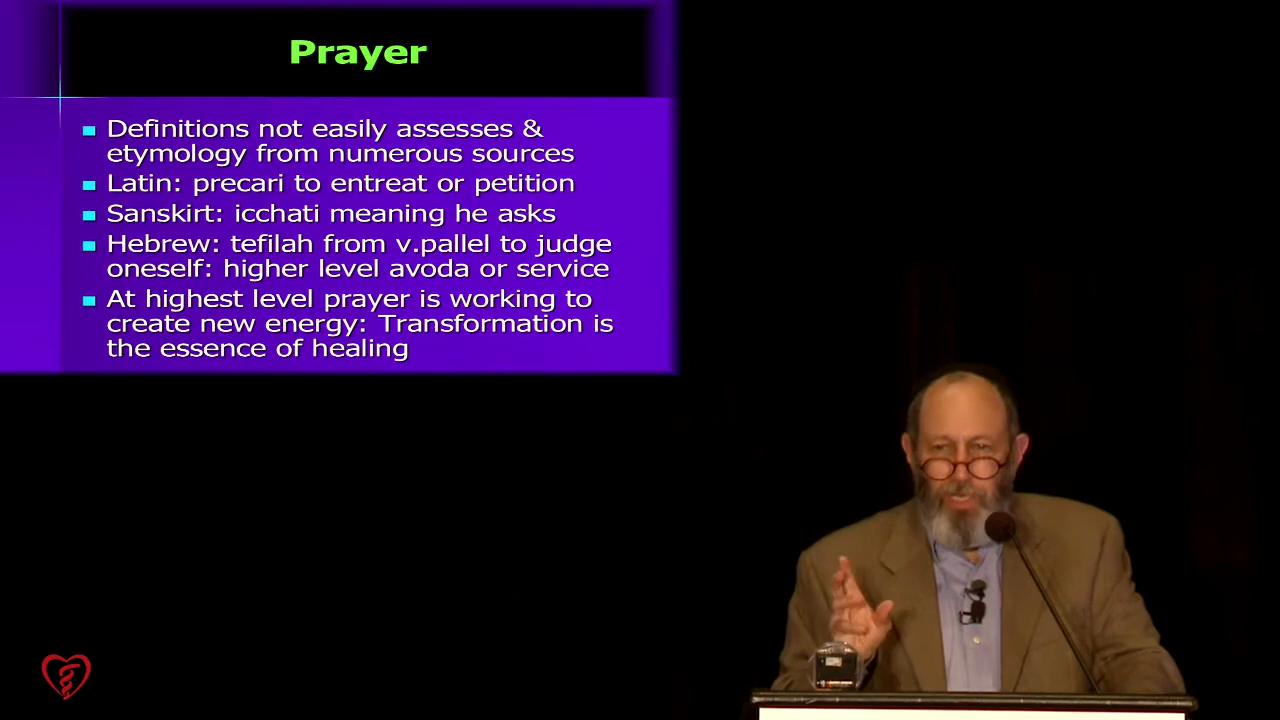 Prayer
Definitions not easily assesses &
etymology from numerous sources
Latin: precari to entreat or petition
Sanskirt: icchati meaning he asks
Hebrew: tefilah from v.pallel to judge
oneself: higher level avoda or service
At highest level prayer is working to
create new energy: Transformation is
the essence of healing